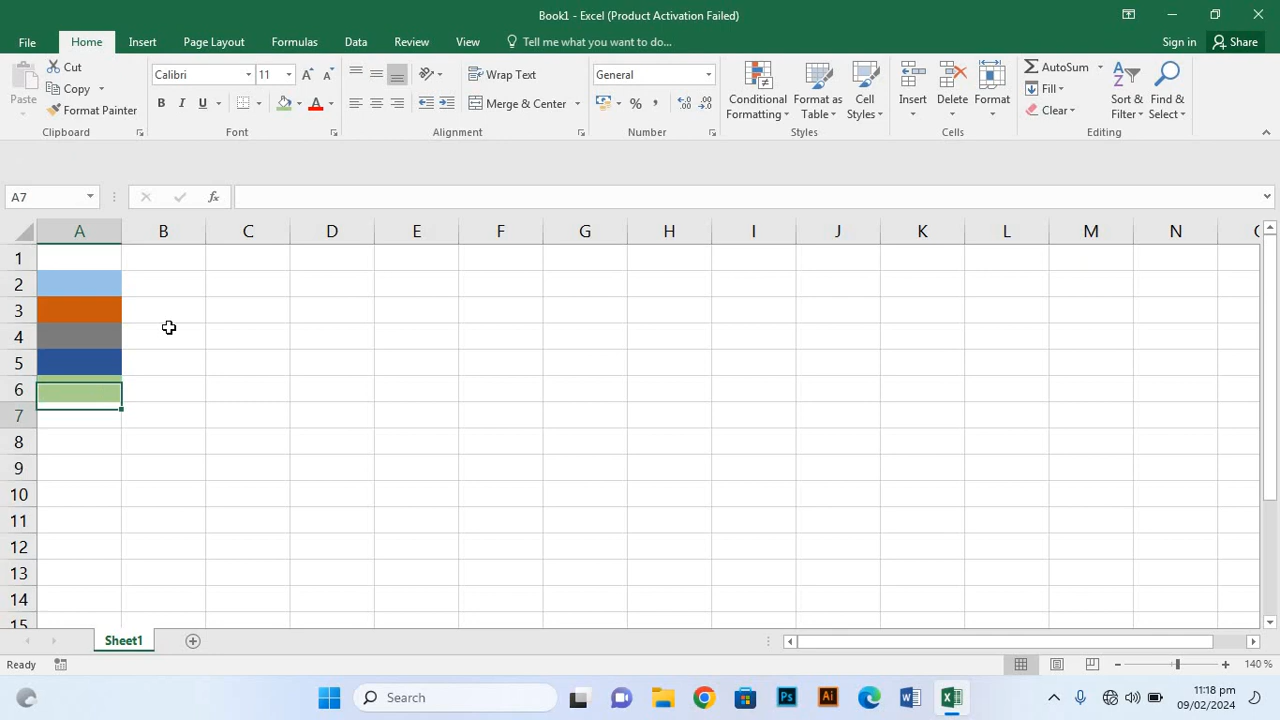 Book1 - Excel (Product Activation Failed)
File Home Insert Page Layout Formulas Data Review View Tell me what you want to do... Sign in Share
Paste Cut Copy Format Painter
Calibri 11 A A
B I U A
Wrap Text
Merge & Center
General
%
Conditional Formatting Format as Table Cell Styles
Insert Delete Format
AutoSum Fill Clear
Sort & Filter Find & Select
Clipboard Font Alignment Number Styles Cells Editing
A7 fx
A B C D E F G H I J K L M N
1
2
3
4
5
6
7
8
9
10
11
12
13
14
15
Sheet1
Ready 140 %
Search Ps Ai 11:18 pm
09/02/2024